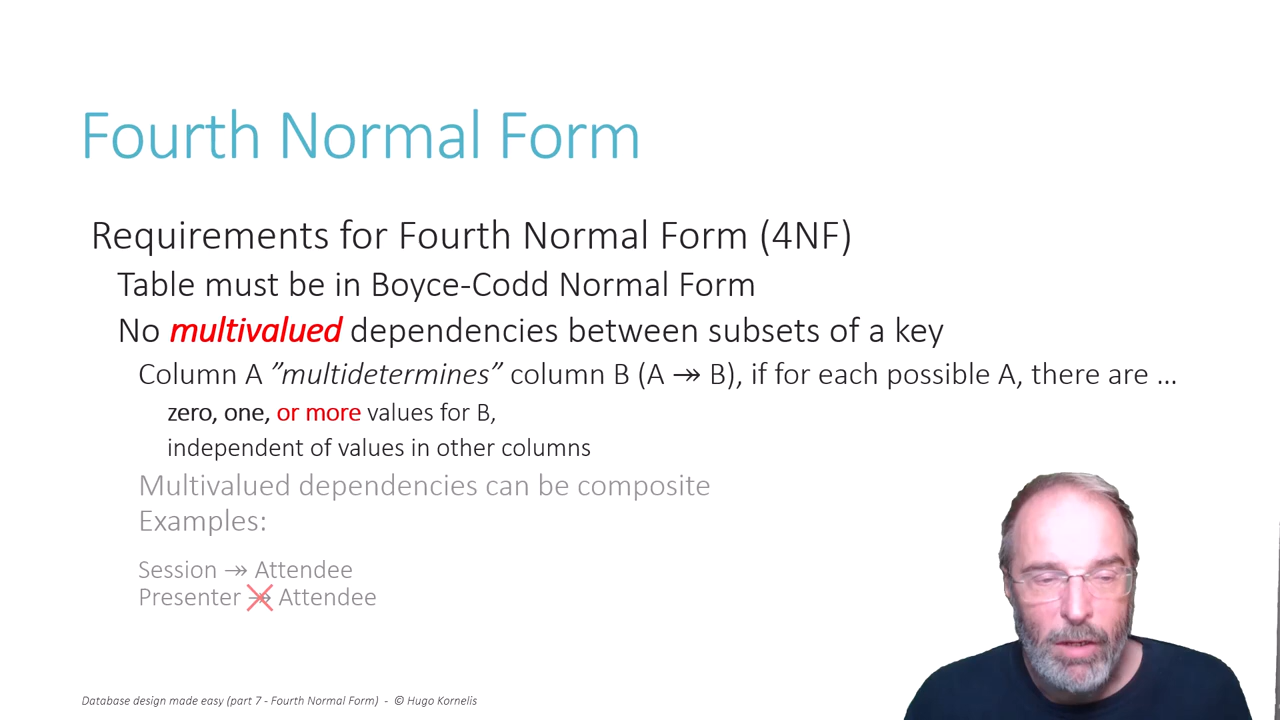 Fourth Normal Form
Requirements for Fourth Normal Form (4NF)
Table must be in Boyce-Codd Normal Form
No multivalued dependencies between subsets of a key
Column A ”multidetermines” column B (A ↠ B), if for each possible A, there are …
zero, one, or more values for B,
independent of values in other columns
Multivalued dependencies can be composite
Examples:
Session ↠ Attendee
Presenter ↠ Attendee
Database design made easy (part 7 - Fourth Normal Form) - © Hugo Kornelis